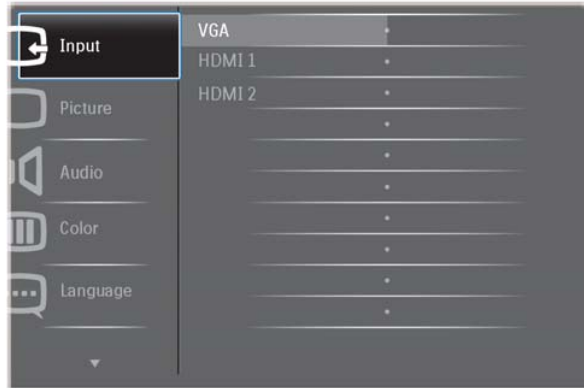 Input
Picture
Audio
Color
Language
VGA
HDMI 1
HDMI 2